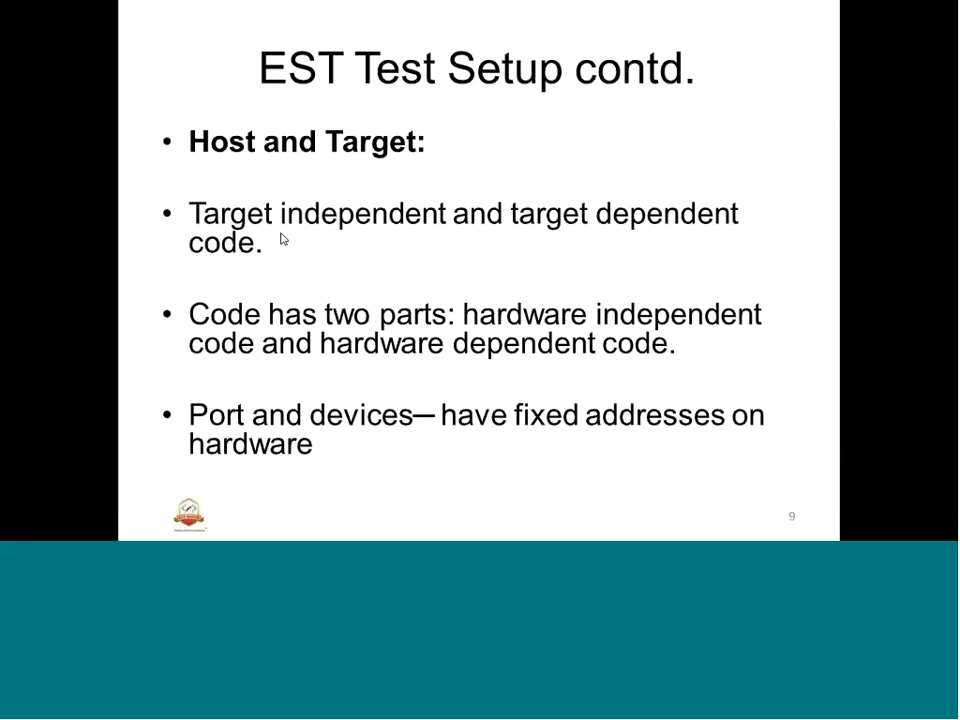 EST Test Setup contd.
• Host and Target:
• Target independent and target dependent
code.
• Code has two parts: hardware independent
code and hardware dependent code.
• Port and devices─ have fixed addresses on
hardware
9